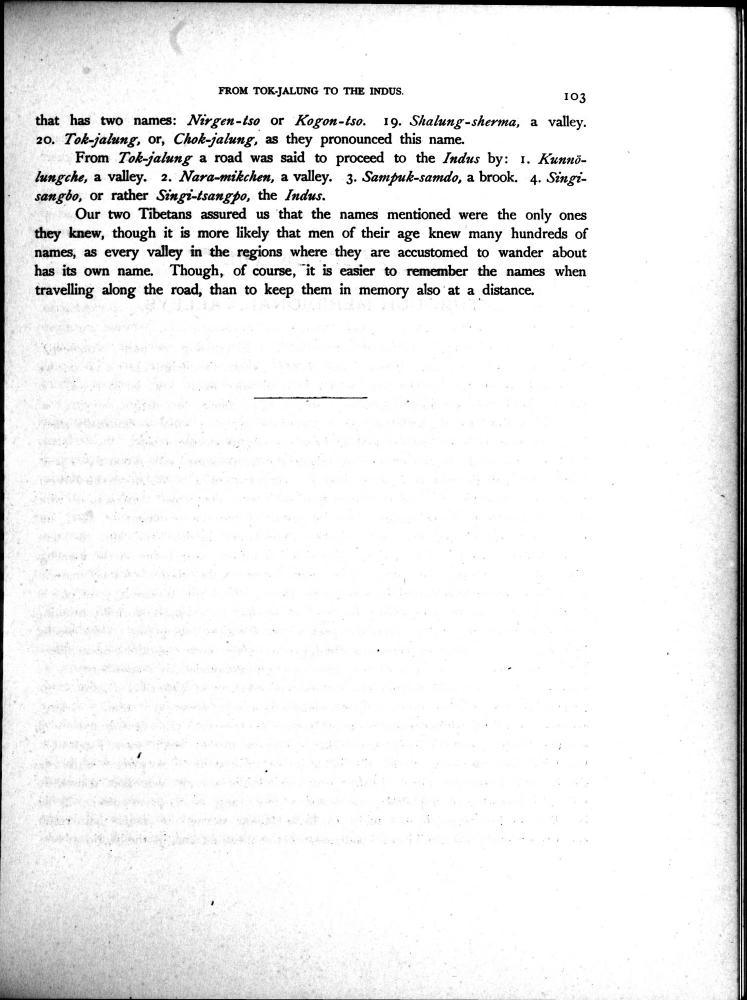 FROM TOK-JALUNG TO THE INDUS.
103
that has two names: Nirgen-tso or Kogon-tso. 19. Shalung-sherma, a valley.
20. Tok-jalung, or, Chok-jalung, as they pronounced this name.
From Tok-jalung a road was said to proceed to the Indus by: 1. Kunnö-
lungche, a valley. 2. Nara-mikchen, a valley. 3. Sampuk-samdo, a brook. 4. Singi-
sangbo, or rather Singi-tsangpo, the Indus.
Our two Tibetans assured us that the names mentioned were the only ones
they knew, though it is more likely that men of their age knew many hundreds of
names, as every valley in the regions where they are accustomed to wander about
has its own name. Though, of course, it is easier to remember the names when
travelling along the road, than to keep them in memory also at a distance.